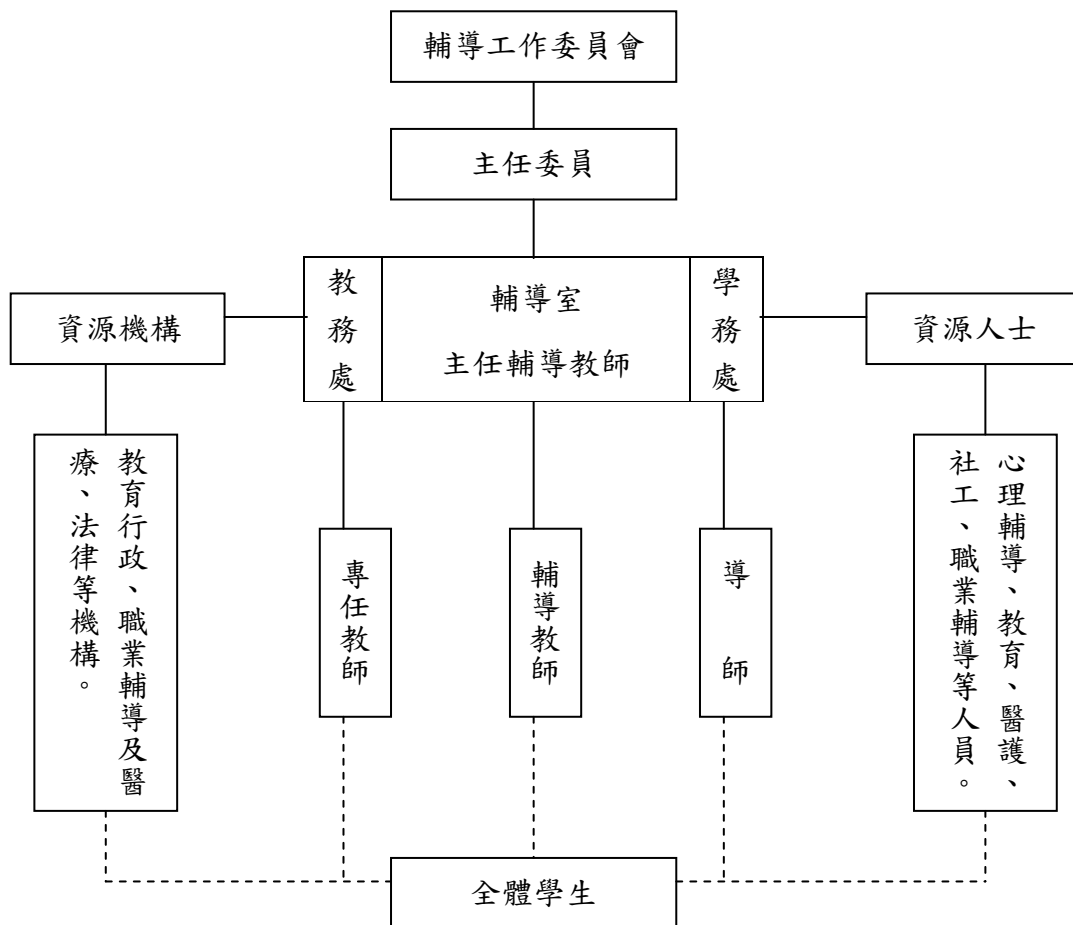 輔導工作委員會
主任委員
教務處
輔導室
主任輔導教師
學務處
資源機構
資源人士
教育行政、職業輔導及醫
療、法律等機構。
專任教師
輔導教師
導師
心理輔導、教育、醫護、
社工、職業輔導等人員。
全體學生